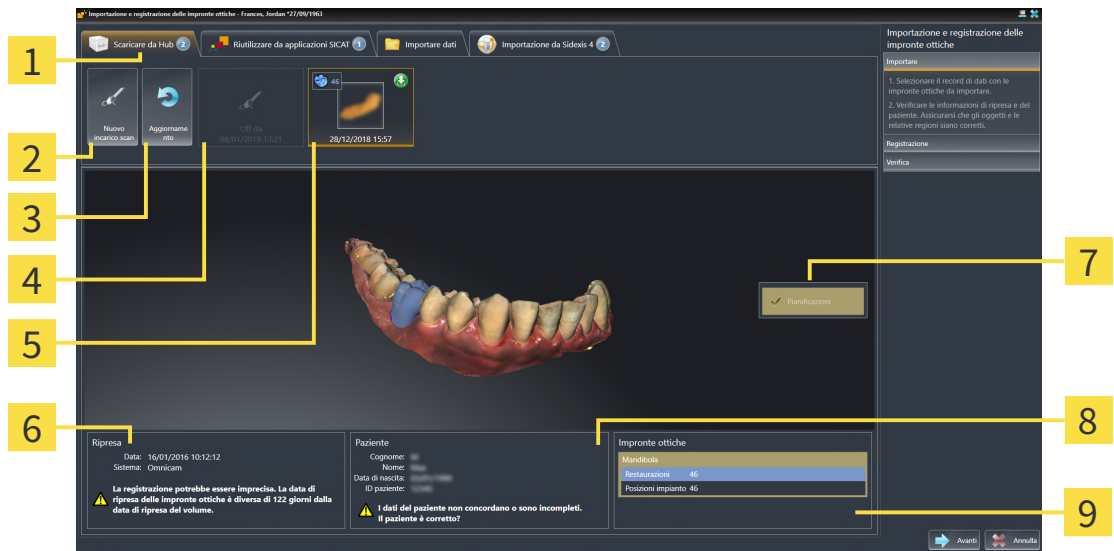 Importazione e registrazione delle impronte ottiche - Frances, Jordan *27/09/1963
Scaricare da Hub 2
Riutilizzare da applicazioni SICAT 1
Importare dati
Importazione da Sidexis 4 2
Importazione e registrazione delle
impronte ottiche
Importare
1. Selezionare il record di dati con le
impronte ottiche da importare.
2. Verificare le informazioni di ripresa e del
paziente. Assicurarsi che gli oggetti e le
relative regioni siano corretti.
Registrazione
Verifica
Nuovo
incarico scan
Aggiorname
nto
Off da
08/01/2019 13:21
46
28/12/2018 15:57
Pianificazioni
1
2
3
4
5
6
7
8
9
Ripresa
Data: 16/01/2016 10:12:12
Sistema: Omnicam
La registrazione potrebbe essere imprecisa. La data di
ripresa delle impronte ottiche è diversa di 122 giorni dalla
data di ripresa del volume.
Paziente
Cognome:
Nome:
Data di nascita:
ID paziente:
I dati del paziente non concordano o sono incompleti.
Il paziente è corretto?
Impronte ottiche
Mandibola
Restaurazioni 46
Posizioni impianto 46
Avanti
Annulla